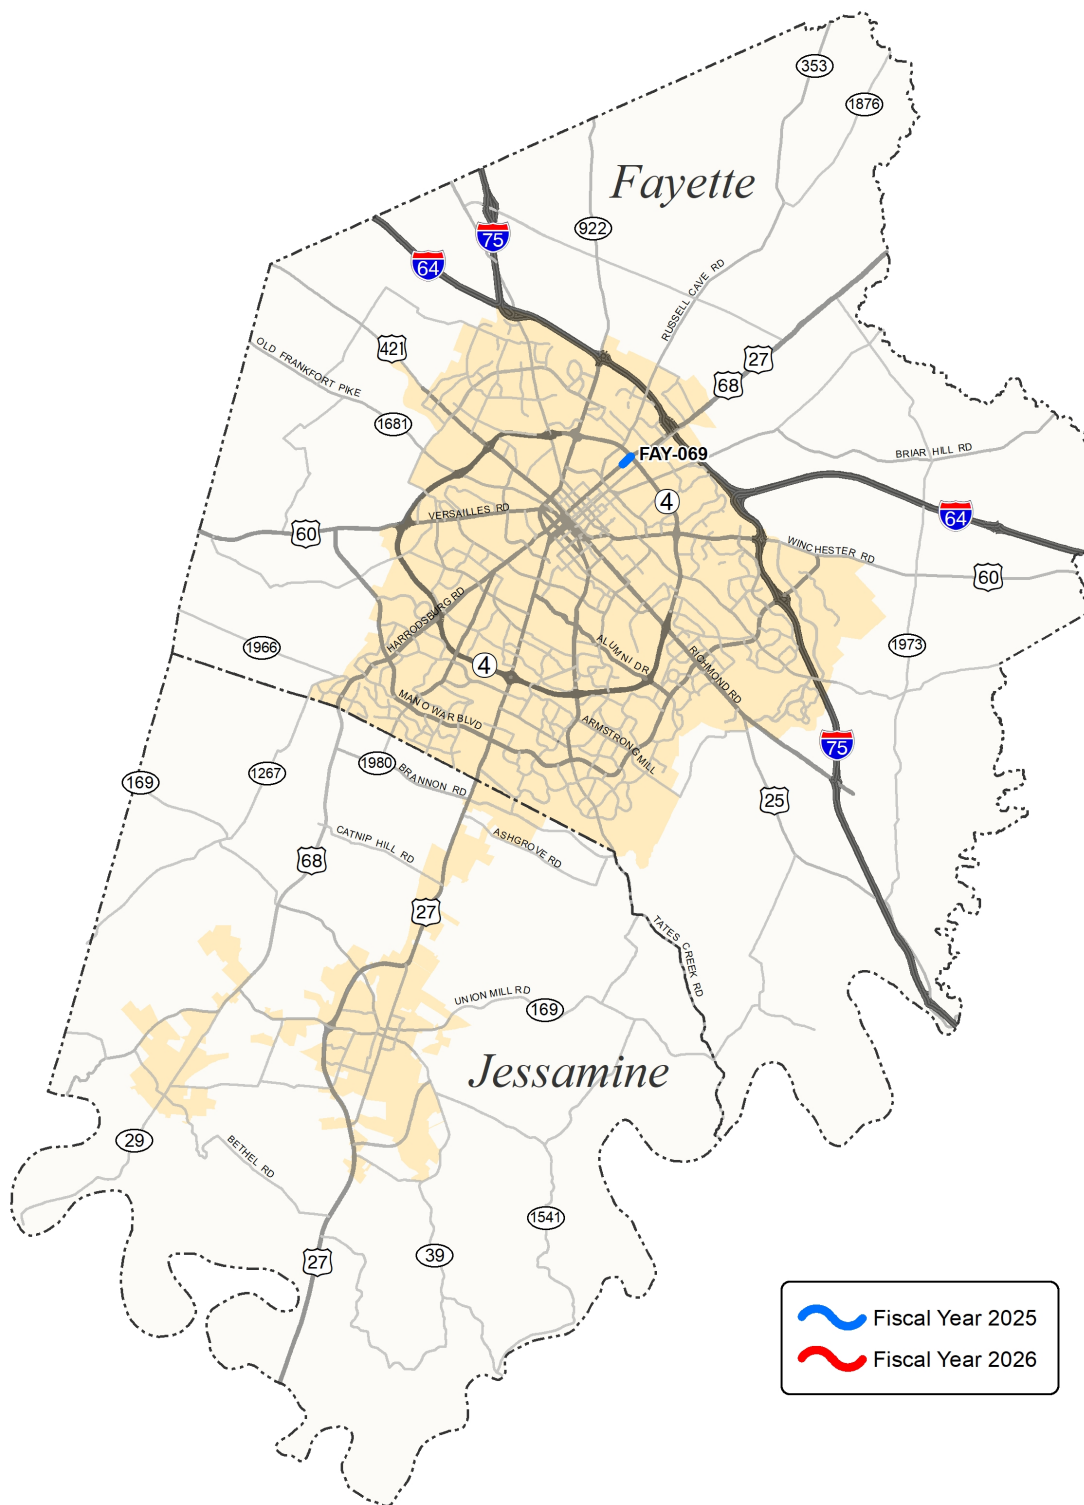 353
1876
Fayette
922
75
64
RUSSELL CAVE RD
421
27
68
OLD FRANKFORT PIKE
1681
BRIAR HILL RD
FAY-069
4
VERSAILLES RD
64
60
WINCHESTER RD
60
HARRODSBURG RD
1966
ALUMNI DR
1973
4
RICHMOND RD
MAN O WAR BLVD
ARMSTRONG MILL
75
1980
1267
169
BRANNON RD
25
CATNIP HILL RD
ASHGROVE RD
68
27
TATES CREEK RD
UNION MILL RD
169
Jessamine
29
BETHEL RD
1541
39
27
Fiscal Year 2025
Fiscal Year 2026